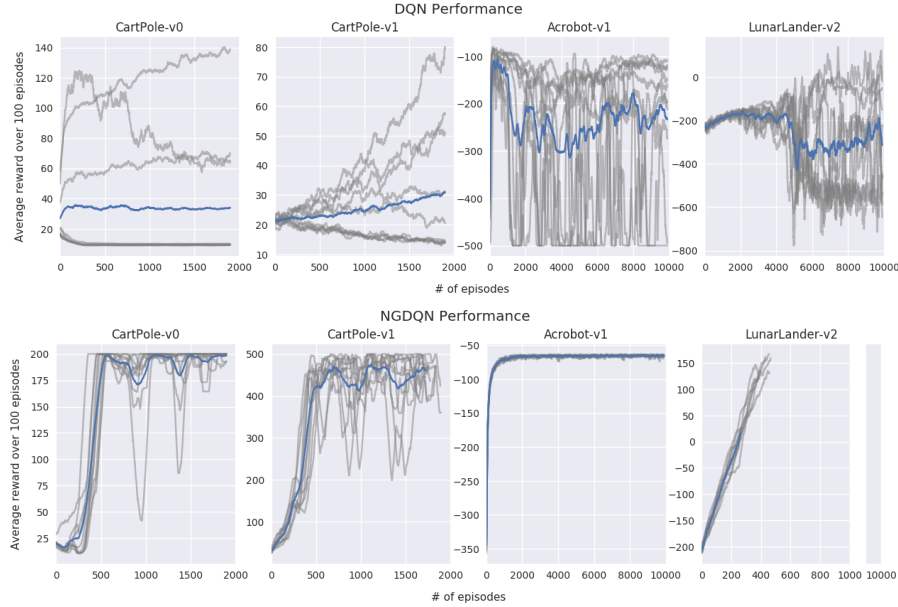 DQN Performance
CartPole-v0
CartPole-v1
Acrobot-v1
LunarLander-v2
Average reward over 100 episodes
140
120
100
80
60
40
20
0 500 1000 1500 2000
80
70
60
50
40
30
20
10
0 500 1000 1500 2000
−100
−200
−300
−400
−500
0 2000 4000 6000 8000 10000
0
−200
−400
−600
−800
0 2000 4000 6000 8000 10000
# of episodes
NGDQN Performance
CartPole-v0
CartPole-v1
Acrobot-v1
LunarLander-v2
Average reward over 100 episodes
200
175
150
125
100
75
50
25
0 500 1000 1500 2000
500
400
300
200
100
0 500 1000 1500 2000
−50
−100
−150
−200
−250
−300
−350
0 2000 4000 6000 8000 10000
150
100
50
0
−50
−100
−150
−200
0 200 400 600 800 1000 10000
# of episodes